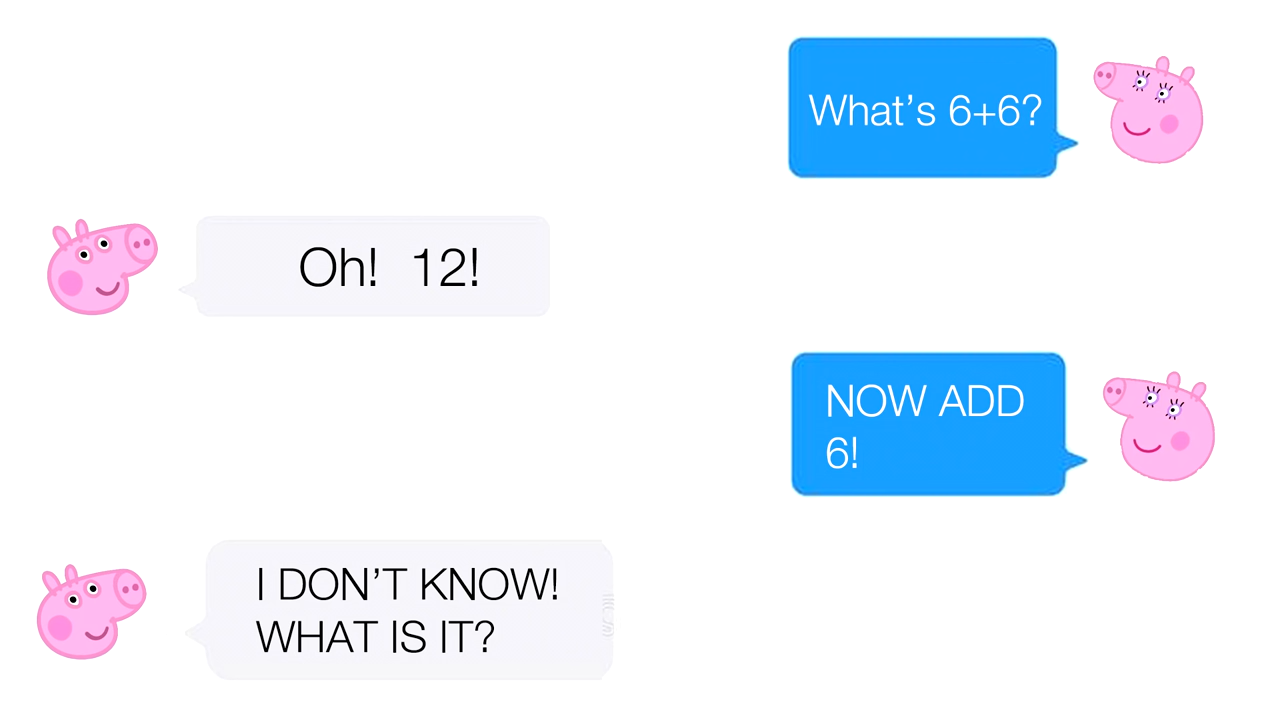 What’s 6+6?
Oh!  12!
NOW ADD
6!
I DON’T KNOW!
WHAT IS IT?